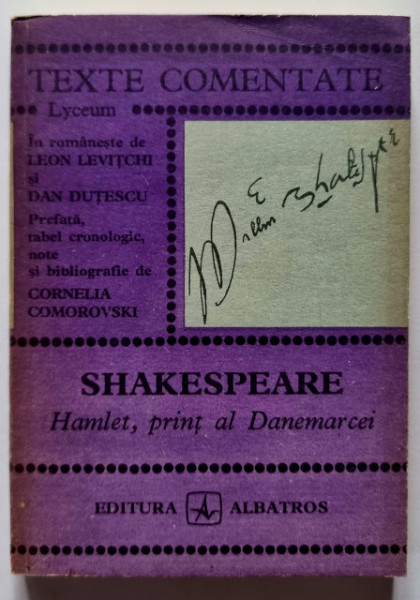 TEXTE COMENTATE
Lyceum
În românește de
LEON LEVIȚCHI
și
DAN DUȚESCU
Prefață,
tabel cronologic,
note
și bibliografie de
CORNELIA
COMOROVSKI
SHAKESPEARE
Hamlet, prinț al Danemarcei
EDITURA ALBATROS